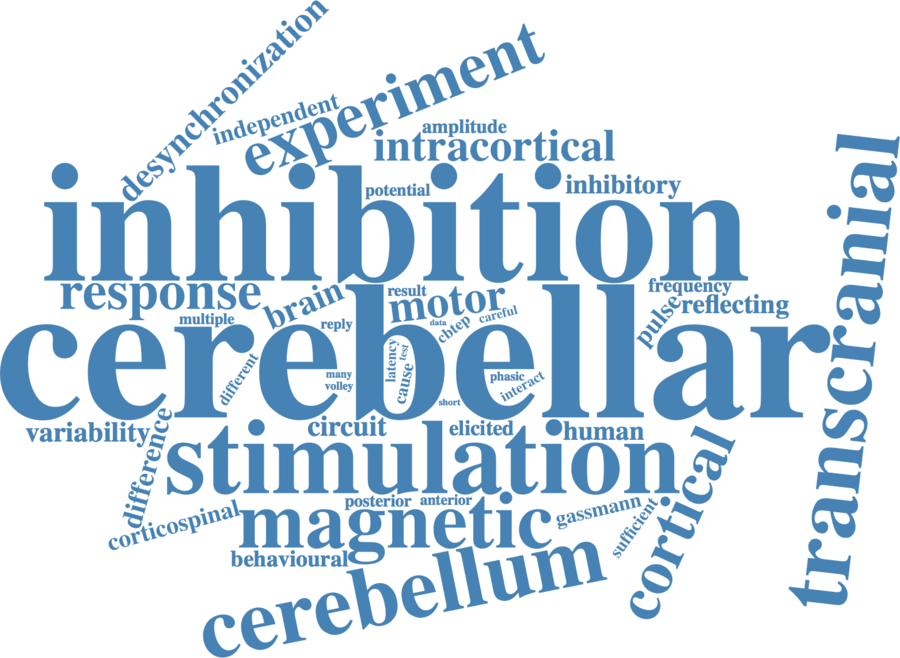 desynchronization
independent
experiment
amplitude
intracortical
inhibition
potential
inhibitory
transcranial
response
brain
result
motor
frequency
reflecting
pulse
multiple
reply
data
cbtep
careful
cerebellar
different
many
volley
latency
test
cause
short
phasic
interact
variability
difference
circuit
elicited
human
stimulation
cortical
corticospinal
posterior
anterior
magnetic
gassmann
sufficient
behavioural
cerebellum